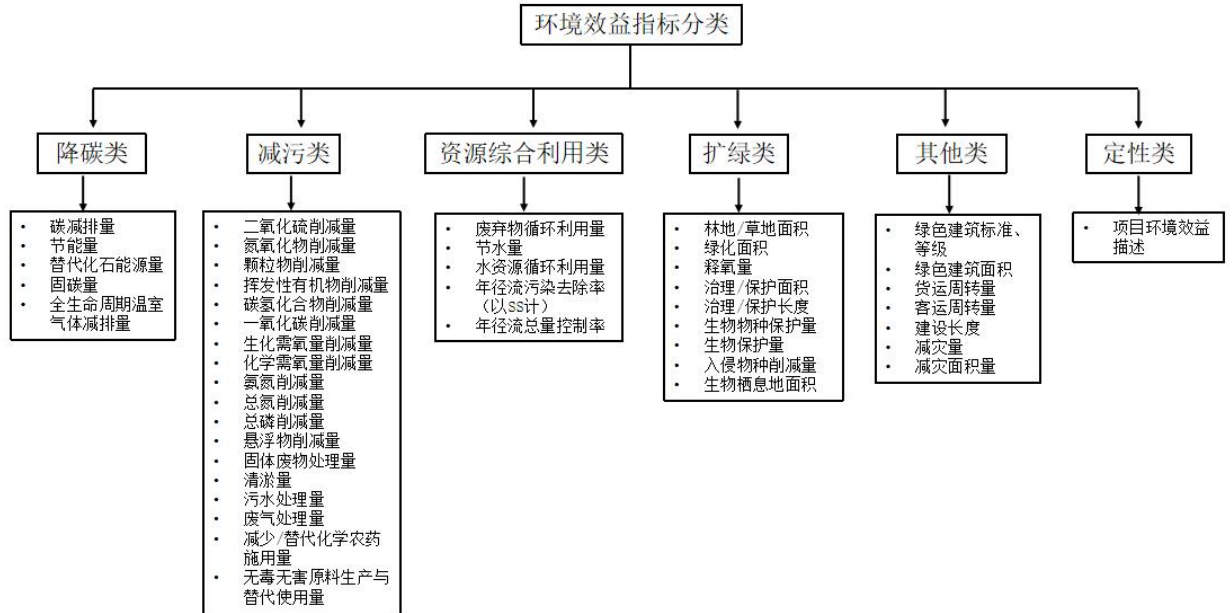 环境效益指标分类
降碳类
减污类
资源综合利用类
扩绿类
其他类
定性类
• 碳减排量
• 节能量
• 替代化石能源量
• 固碳量
• 全生命周期温室
气体减排量
• 二氧化硫削减量
• 氮氧化物削减量
• 颗粒物削减量
• 挥发性有机物削减量
• 碳氢化合物削减量
• 一氧化碳削减量
• 生化需氧量削减量
• 化学需氧量削减量
• 氨氮削减量
• 总氮削减量
• 总磷削减量
• 悬浮物削减量
• 固体废物处理量
• 清淤量
• 污水处理量
• 废气处理量
• 减少/替代化学农药
施用量
• 无毒无害原料生产与
替代使用量
• 废弃物循环利用量
• 节水量
• 水资源循环利用量
• 年径流污染去除率
（以SS计）
• 年径流总量控制率
• 林地/草地面积
• 绿化面积
• 释氧量
• 治理/保护面积
• 治理/保护长度
• 生物物种保护量
• 生物保护量
• 入侵物种削减量
• 生物栖息地面积
• 绿色建筑标准、
等级
• 绿色建筑面积
• 货运周转量
• 客运周转量
• 建设长度
• 减灾量
• 减灾面积量
• 项目环境效益
描述